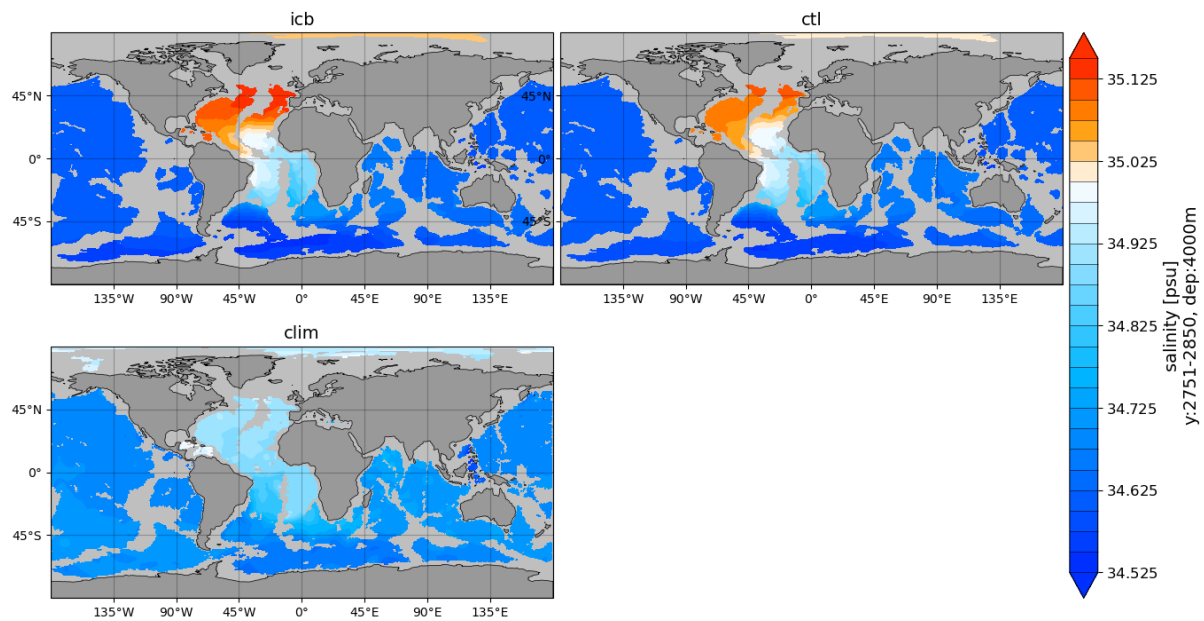 icb
ctl
45°N
0°
45°S
45°N
0°
45°S
135°W 90°W 45°W 0° 45°E 90°E 135°E
135°W 90°W 45°W 0° 45°E 90°E 135°E
clim
45°N
0°
45°S
135°W 90°W 45°W 0° 45°E 90°E 135°E
35.125
35.025
34.925
34.825
34.725
34.625
34.525
salinity [psu]
y:2751-2850, dep:4000m